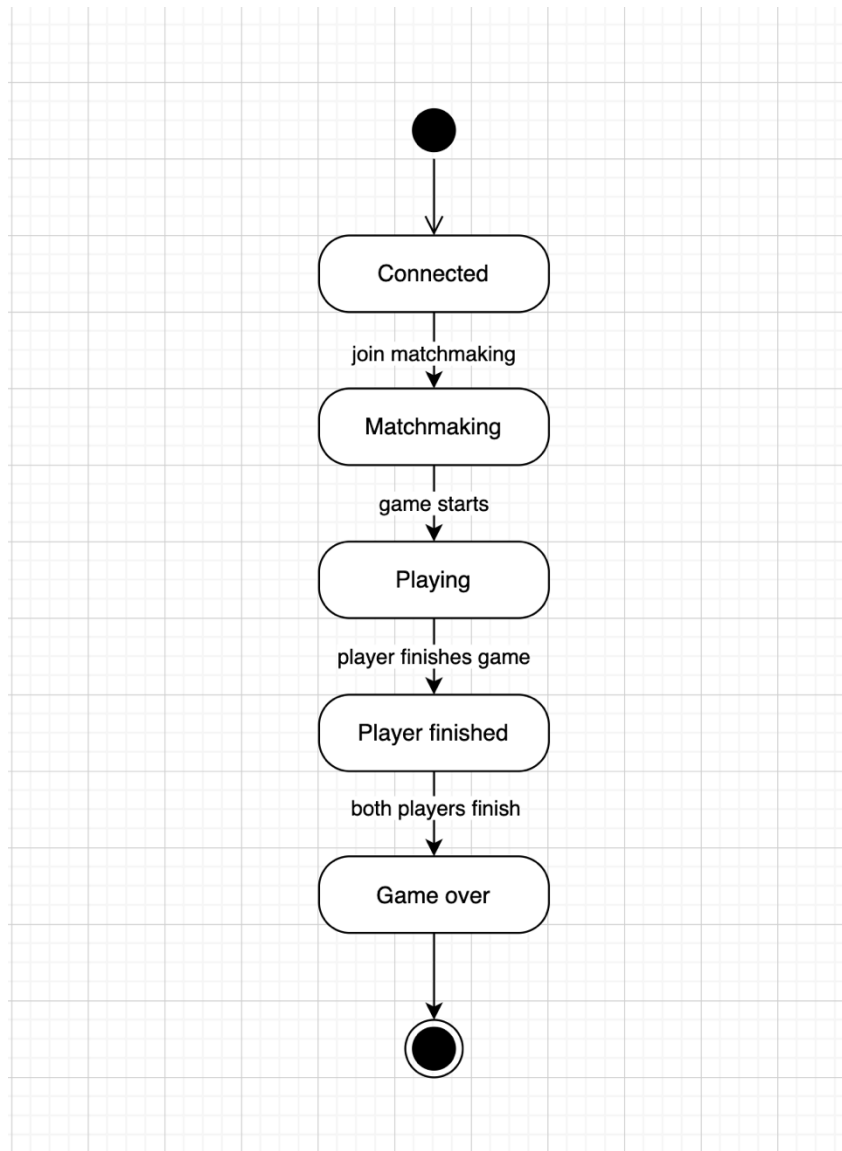 Connected
join matchmaking
Matchmaking
game starts
Playing
player finishes game
Player finished
both players finish
Game over